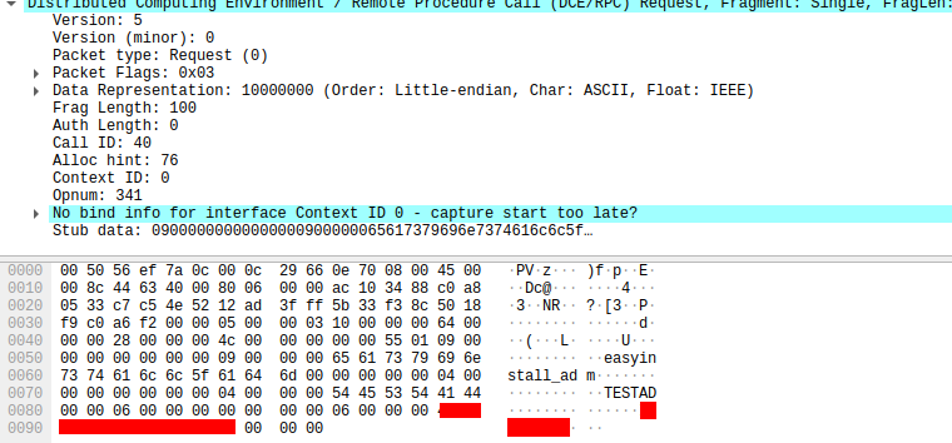 Distributed Computing Environment / Remote Procedure Call (DCE/RPC) Request, Fragment: Single, FragLen:
Version: 5
Version (minor): 0
Packet type: Request (0)
Packet Flags: 0x03
Data Representation: 10000000 (Order: Little-endian, Char: ASCII, Float: IEEE)
Frag Length: 100
Auth Length: 0
Call ID: 40
Alloc hint: 76
Context ID: 0
Opnum: 341
No bind info for interface Context ID 0 - capture start too late?
Stub data: 09000000000000000900000065617379696e7374616c6c5f…
0000 00 50 56 ef 7a 0c 00 0c 29 66 0e 70 08 00 45 00 ·PV·z··· )f·p··E·
0010 00 8c 44 63 40 00 80 06 00 00 ac 10 34 88 c0 a8 ··Dc@··· ····4···
0020 05 33 c7 c5 4e 52 12 ad 3f ff 5b 33 f3 8c 50 18 ·3··NR·· ?·[3··P·
0030 f9 c0 a6 f2 00 00 05 00 00 03 10 00 00 00 64 00 ········ ······d·
0040 00 00 28 00 00 00 4c 00 00 00 00 00 55 01 09 00 ··(···L· ····U···
0050 00 00 00 00 00 00 09 00 00 00 65 61 73 79 69 6e ········ ··easyin
0060 73 74 61 6c 6c 5f 61 64 6d 00 00 00 00 00 04 00 stall_ad m·······
0070 00 00 00 00 00 00 04 00 00 00 54 45 53 54 41 44 ········ ··TESTAD
0080 00 00 06 00 00 00 00 00 00 00 06 00 00 00 ········ ······
0090 00 00 00 · ··